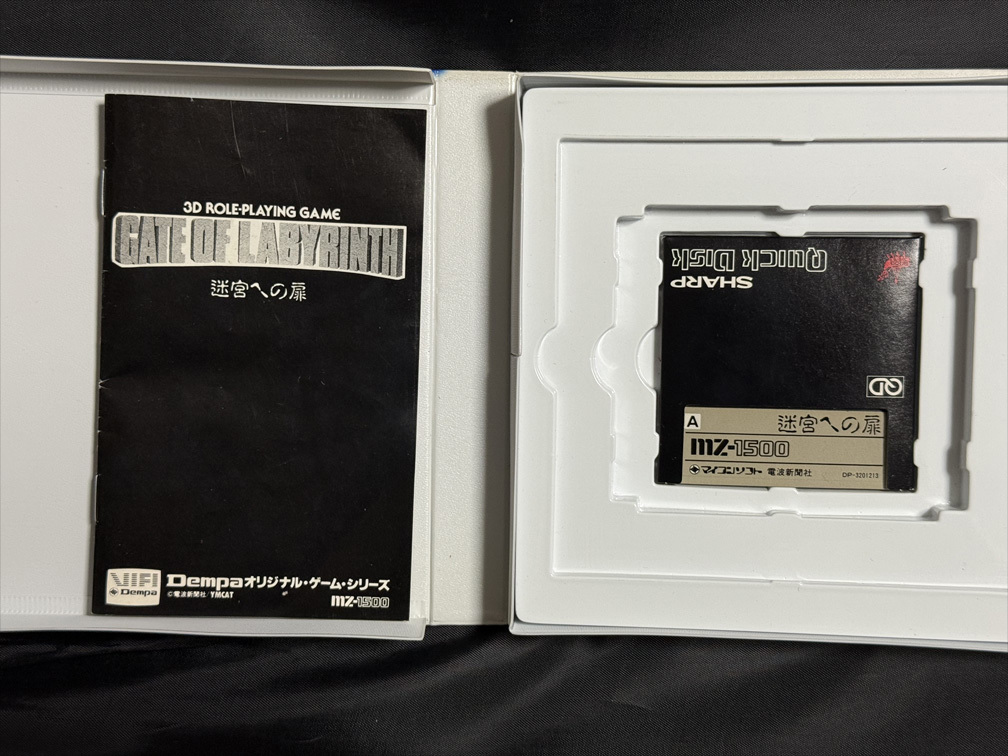 3D ROLE-PLAYING GAME
GATE OF LABYRINTH
迷宮への扉
Dempa
Dempaオリジナル・ゲーム・シリーズ
©電波新聞社/YMCAT
MZ-1500
SHARP
QUICK DISK
QD
A
迷宮への扉
MZ-1500
マイコンソフト 電波新聞社
DP-3201213